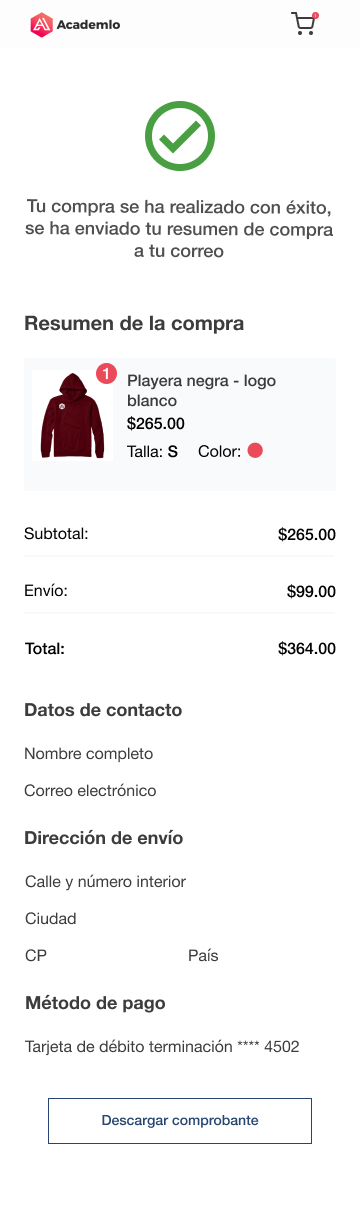 Academlo
Tu compra se ha realizado con éxito,
se ha enviado tu resumen de compra
a tu correo
Resumen de la compra
1
Playera negra - logo
blanco
$265.00
Talla: S Color:
Subtotal: $265.00
Envío: $99.00
Total: $364.00
Datos de contacto
Nombre completo
Correo electrónico
Dirección de envío
Calle y número interior
Ciudad
CP País
Método de pago
Tarjeta de débito terminación **** 4502
Descargar comprobante